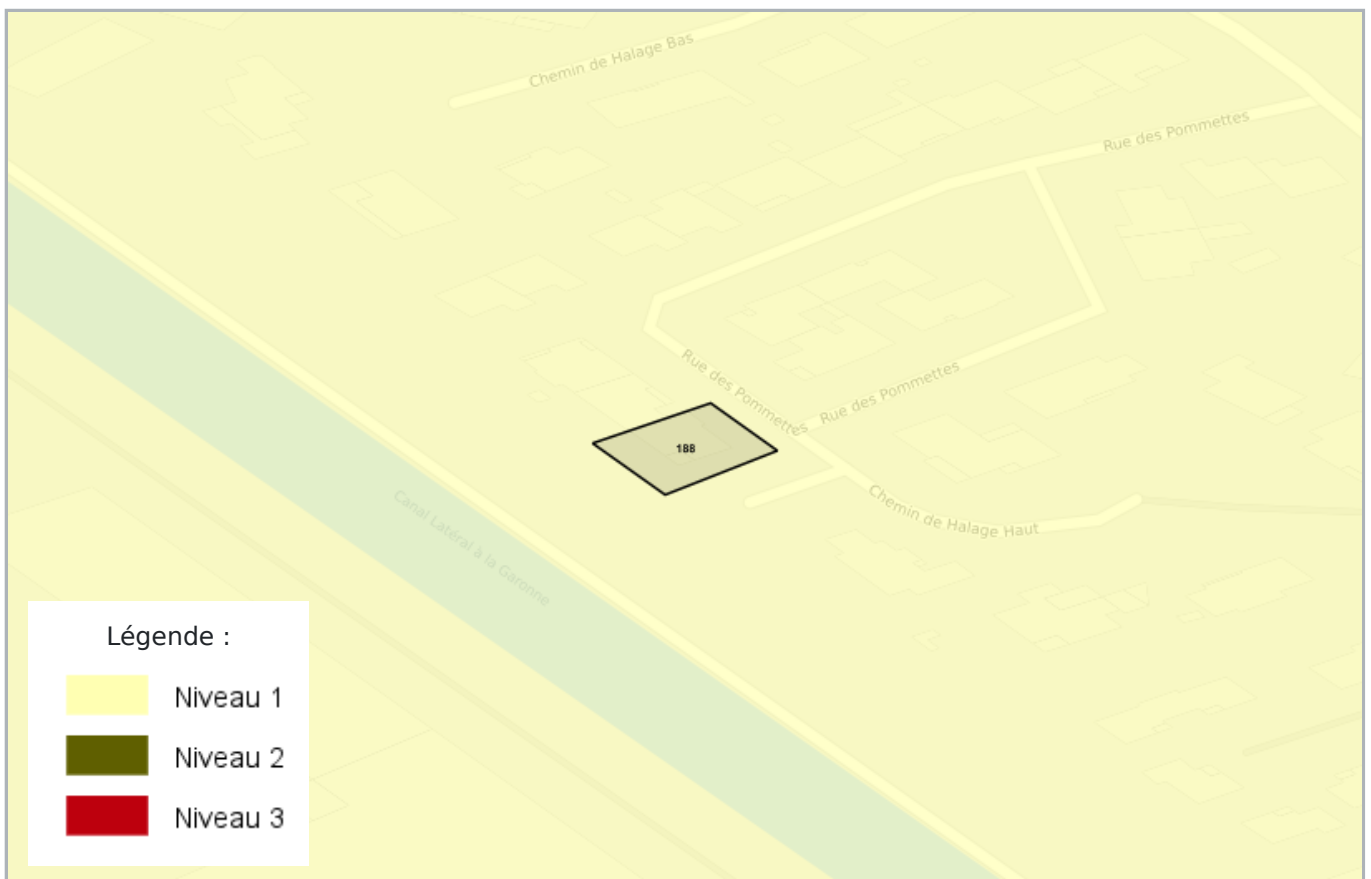 Chemin de Halage Bas
Rue des Pommettes
Rue des Pommettes
Rue des Pommettes
188
Chemin de Halage Haut
Canal Latéral à la Garonne
Légende :
Niveau 1
Niveau 2
Niveau 3